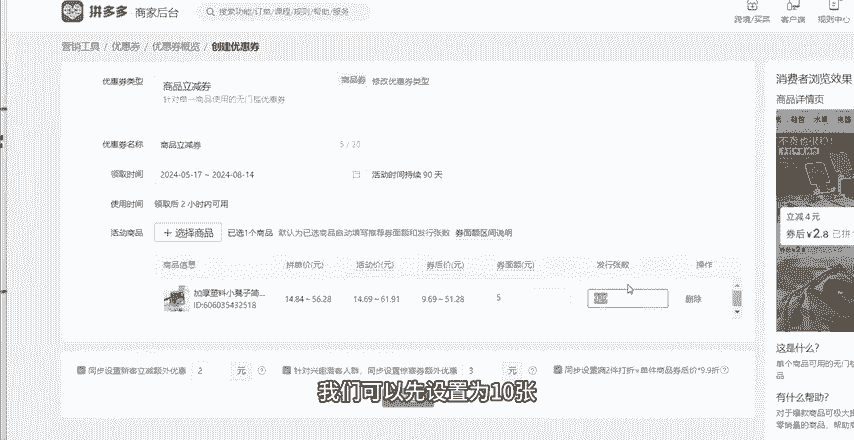 拼多多 商家后台
搜索功能/订单/课程/规则/帮助/服务
跨境/买菜 客户端 规则中心
营销工具 / 优惠券 / 优惠券概览 / 创建优惠券
优惠券类型 商品立减券 商品券 修改优惠券类型
针对单一商品使用的无门槛优惠券
优惠券名称 商品立减券 5 / 20
领取时间 2024-05-17 ~ 2024-08-14 活动时间持续 90 天
使用时间 领取后 2 小时内可用
活动商品 + 选择商品 已选1个商品 默认为已选商品自动填写推荐券面额和发行张数 券面额区间说明
商品信息 拼单价(元) 活动价(元) 券后价(元) 券面额(元) 发行张数 操作
加厚塑料小凳子简...
ID:606035432518
14.84 ~ 56.28 14.69 ~ 61.91 9.69 ~ 51.28 5 删除
同步设置新客立减额外优惠 2 元 针对兴趣潜客人群，同步设置惊喜券额外优惠 3 元 同步设置满2件打折=单件商品券后价*9.9折
我们可以先设置为10张
消费者浏览效果
商品详情页
立减 4 元
券后 ¥2.8 已拼
这是什么?
单个商品可用的无门槛
品
有什么帮助?
对于爆款商品可极大
零销量的商品，帮助商